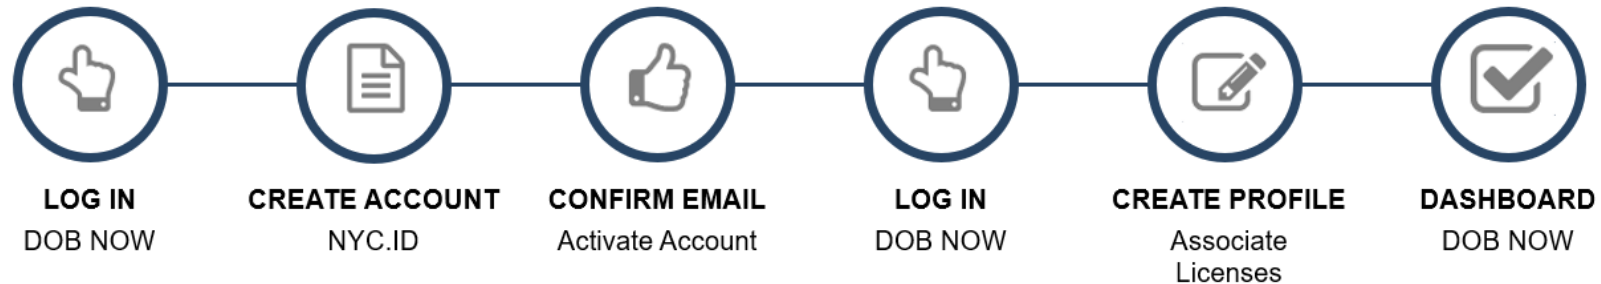 LOG IN
DOB NOW
CREATE ACCOUNT
NYC.ID
CONFIRM EMAIL
Activate Account
LOG IN
DOB NOW
CREATE PROFILE
Associate
Licenses
DASHBOARD
DOB NOW